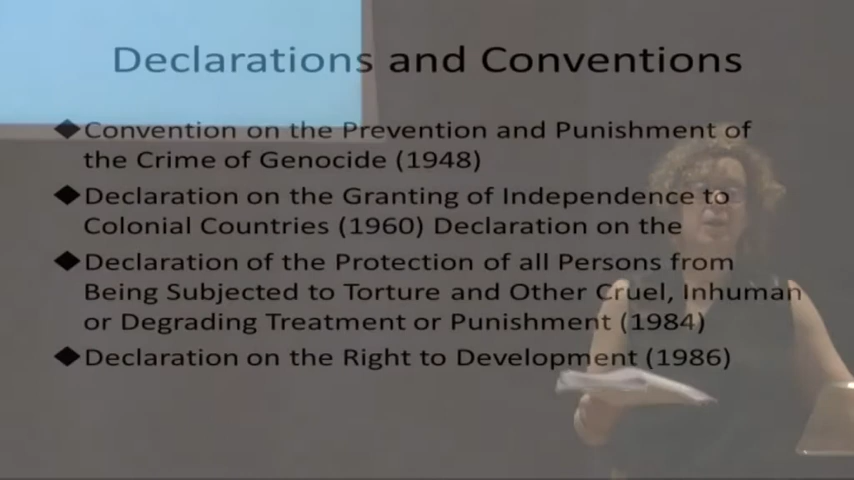 Declarations and Conventions
◆Convention on the Prevention and Punishment of
the Crime of Genocide (1948)
◆Declaration on the Granting of Independence to
Colonial Countries (1960) Declaration on the
◆Declaration of the Protection of all Persons from
Being Subjected to Torture and Other Cruel, Inhuman
or Degrading Treatment or Punishment (1984)
◆Declaration on the Right to Development (1986)